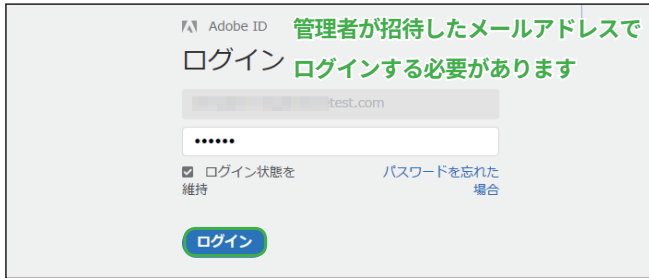 Adobe ID
管理者が招待したメールアドレスで
ログイン
ログインする必要があります
test.com
••••••
ログイン状態を
維持
パスワードを忘れた
場合
ログイン